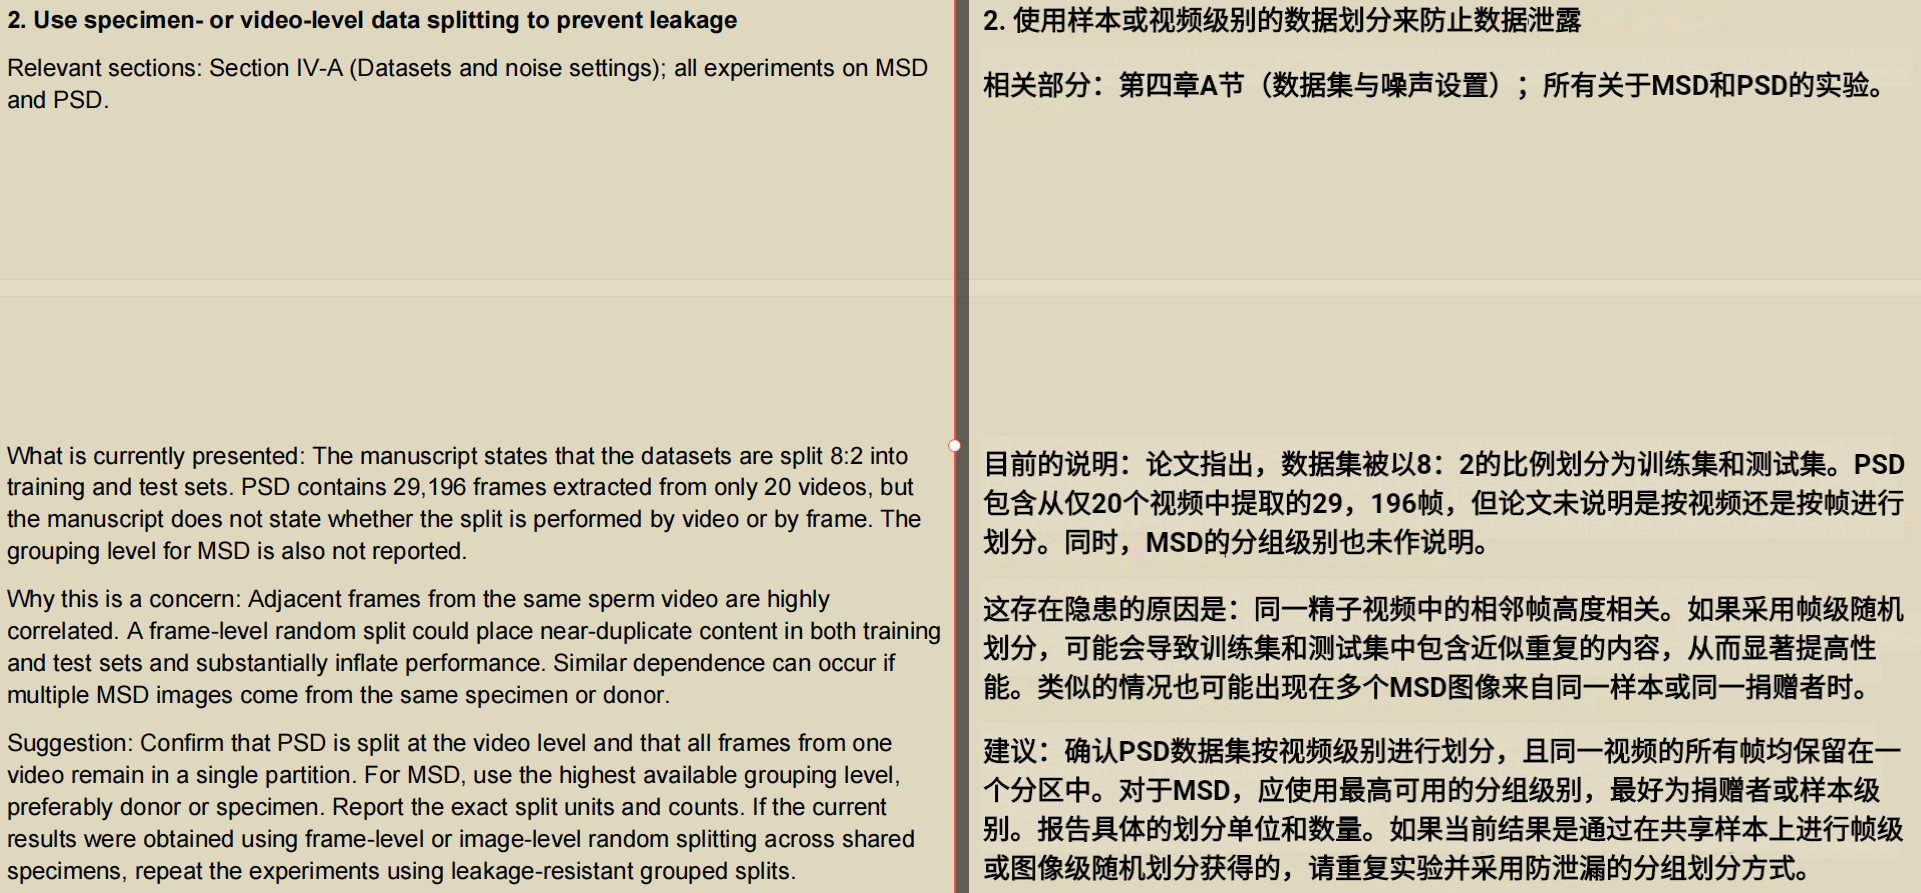 2. Use specimen- or video-level data splitting to prevent leakage
Relevant sections: Section IV-A (Datasets and noise settings); all experiments on MSD
and PSD.
What is currently presented: The manuscript states that the datasets are split 8:2 into
training and test sets. PSD contains 29,196 frames extracted from only 20 videos, but
the manuscript does not state whether the split is performed by video or by frame. The
grouping level for MSD is also not reported.
Why this is a concern: Adjacent frames from the same sperm video are highly
correlated. A frame-level random split could place near-duplicate content in both training
and test sets and substantially inflate performance. Similar dependence can occur if
multiple MSD images come from the same specimen or donor.
Suggestion: Confirm that PSD is split at the video level and that all frames from one
video remain in a single partition. For MSD, use the highest available grouping level,
preferably donor or specimen. Report the exact split units and counts. If the current
results were obtained using frame-level or image-level random splitting across shared
specimens, repeat the experiments using leakage-resistant grouped splits.
2. 使用样本或视频级别的数据划分来防止数据泄露
相关部分：第四章A节（数据集与噪声设置）；所有关于MSD和PSD的实验。
目前的说明：论文指出，数据集被以8：2的比例划分为训练集和测试集。PSD
包含从仅20个视频中提取的29，196帧，但论文未说明是按视频还是按帧进行
划分。同时，MSD的分组级别也未作说明。
这存在隐患的原因是：同一精子视频中的相邻帧高度相关。如果采用帧级随机
划分，可能会导致训练集和测试集中包含近似重复的内容，从而显著提高性
能。类似的情况也可能出现在多个MSD图像来自同一样本或同一捐赠者时。
建议：确认PSD数据集按视频级别进行划分，且同一视频的所有帧均保留在一
个分区中。对于MSD，应使用最高可用的分组级别，最好为捐赠者或样本级
别。报告具体的划分单位和数量。如果当前结果是通过在共享样本上进行帧级
或图像级随机划分获得的，请重复实验并采用防泄漏的分组划分方式。